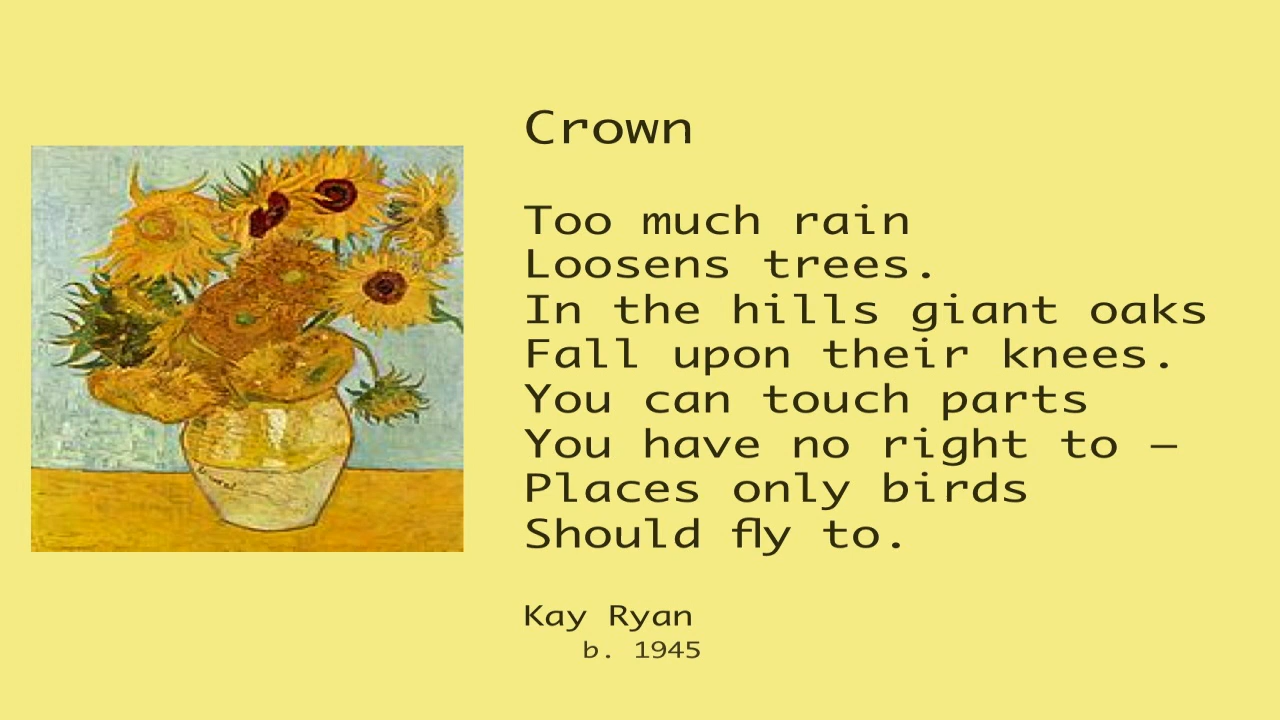 Crown
Too much rain
Loosens trees.
In the hills giant oaks
Fall upon their knees.
You can touch parts
You have no right to —
Places only birds
Should fly to.
Kay Ryan
b. 1945